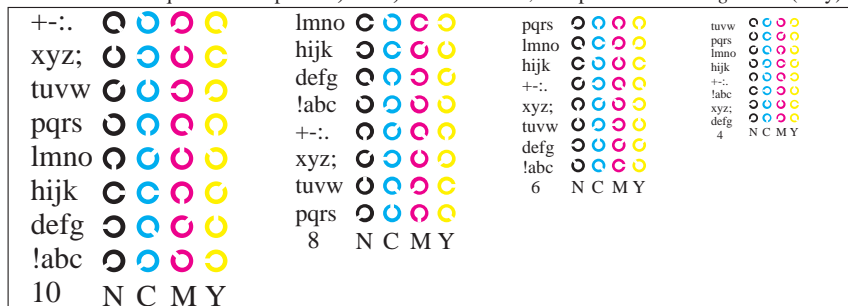 +-:.
xyz;
tuvw
pqrs
lmno
hijk
defg
!abc
10 N C M Y
lmno
hijk
defg
!abc
+-:.
xyz;
tuvw
pqrs
8 N C M Y
pqrs
lmno
hijk
+-:.
xyz;
tuvw
defg
!abc
6 N C M Y
tuvw
pqrs
lmno
hijk
+-:.
!abc
xyz;
defg
4 N C M Y